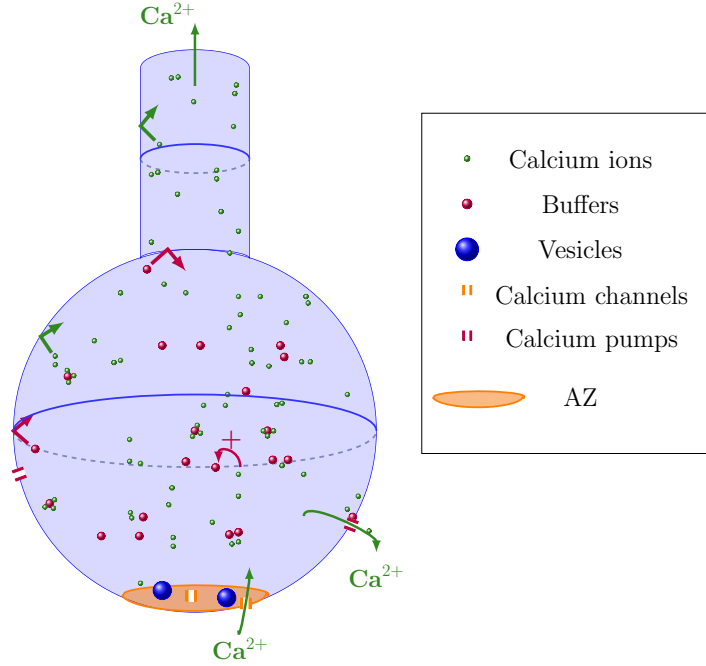 Ca²⁺
Calcium ions
Buffers
Vesicles
Calcium channels
Calcium pumps
AZ
+
Ca²⁺
Ca²⁺